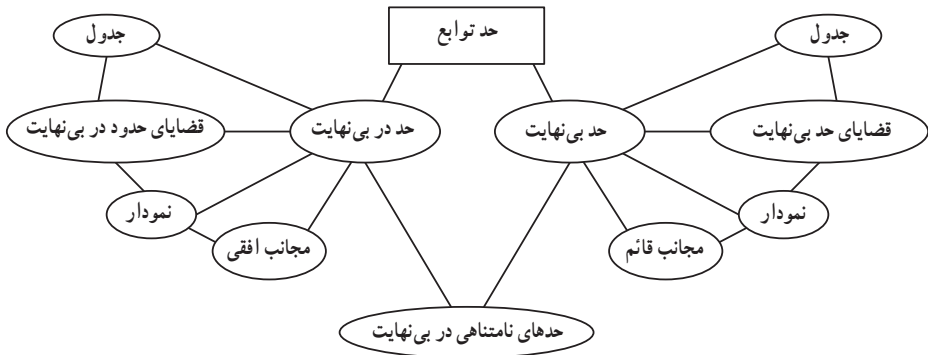 حد توابع
جدول
جدول
حد بی‌نهایت
حد در بی‌نهایت
قضایای حد بی‌نهایت
قضایای حدود در بی‌نهایت
نمودار
نمودار
مجانب قائم
مجانب افقی
حدهای نامتناهی در بی‌نهایت